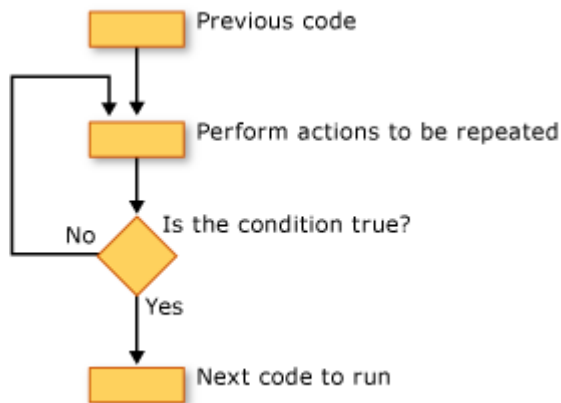 Previous code
Perform actions to be repeated
Is the condition true?
No
Yes
Next code to run